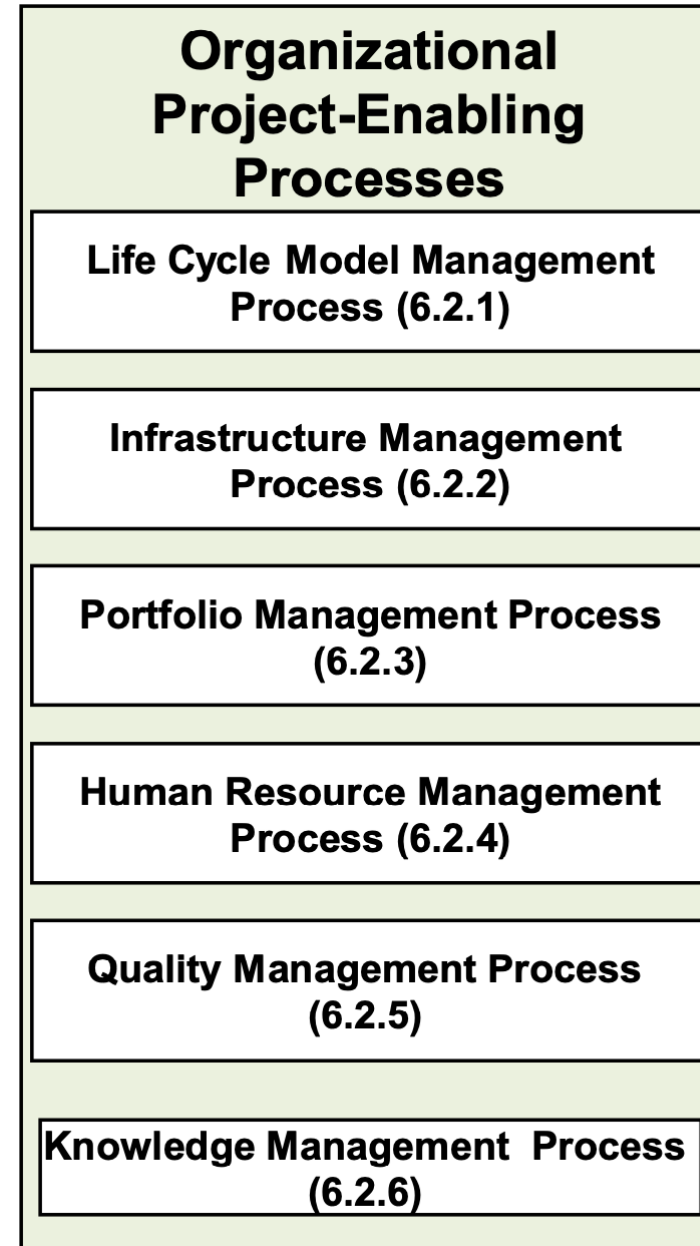 Organizational
Project-Enabling
Processes
Life Cycle Model Management
Process (6.2.1)
Infrastructure Management
Process (6.2.2)
Portfolio Management Process
(6.2.3)
Human Resource Management
Process (6.2.4)
Quality Management Process
(6.2.5)
Knowledge Management Process
(6.2.6)